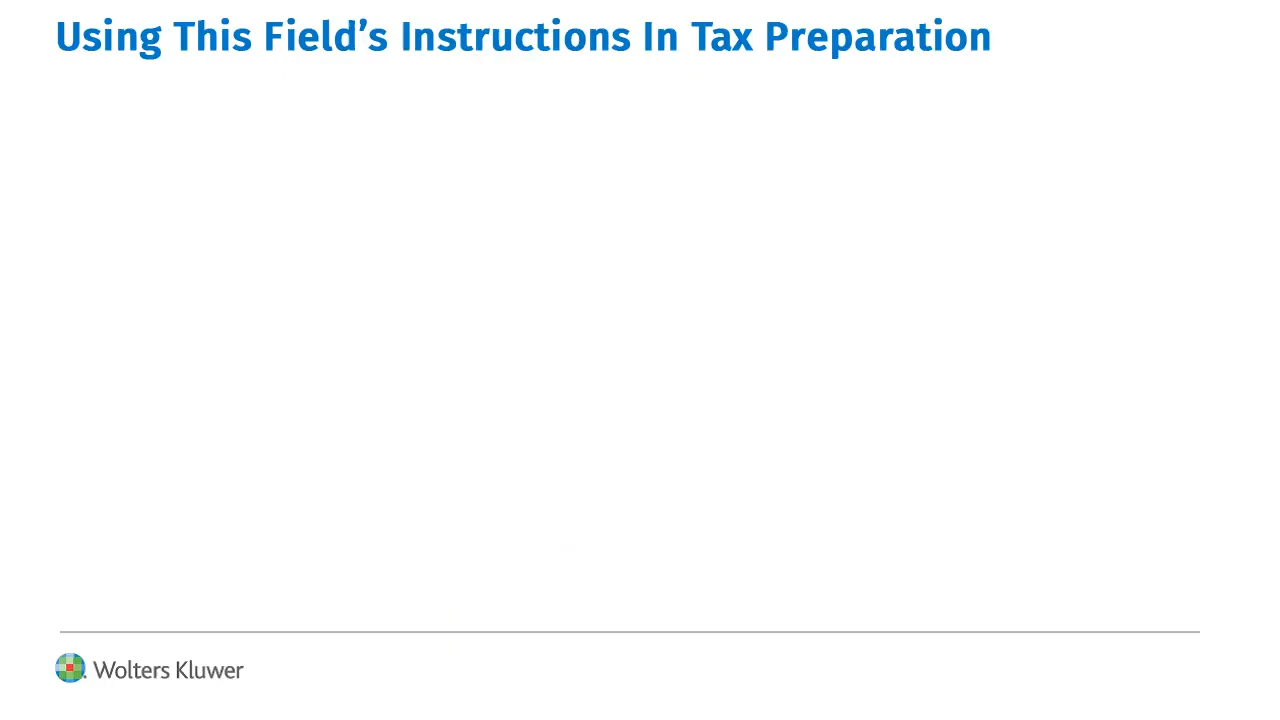 Using This Field’s Instructions In Tax Preparation
Wolters Kluwer